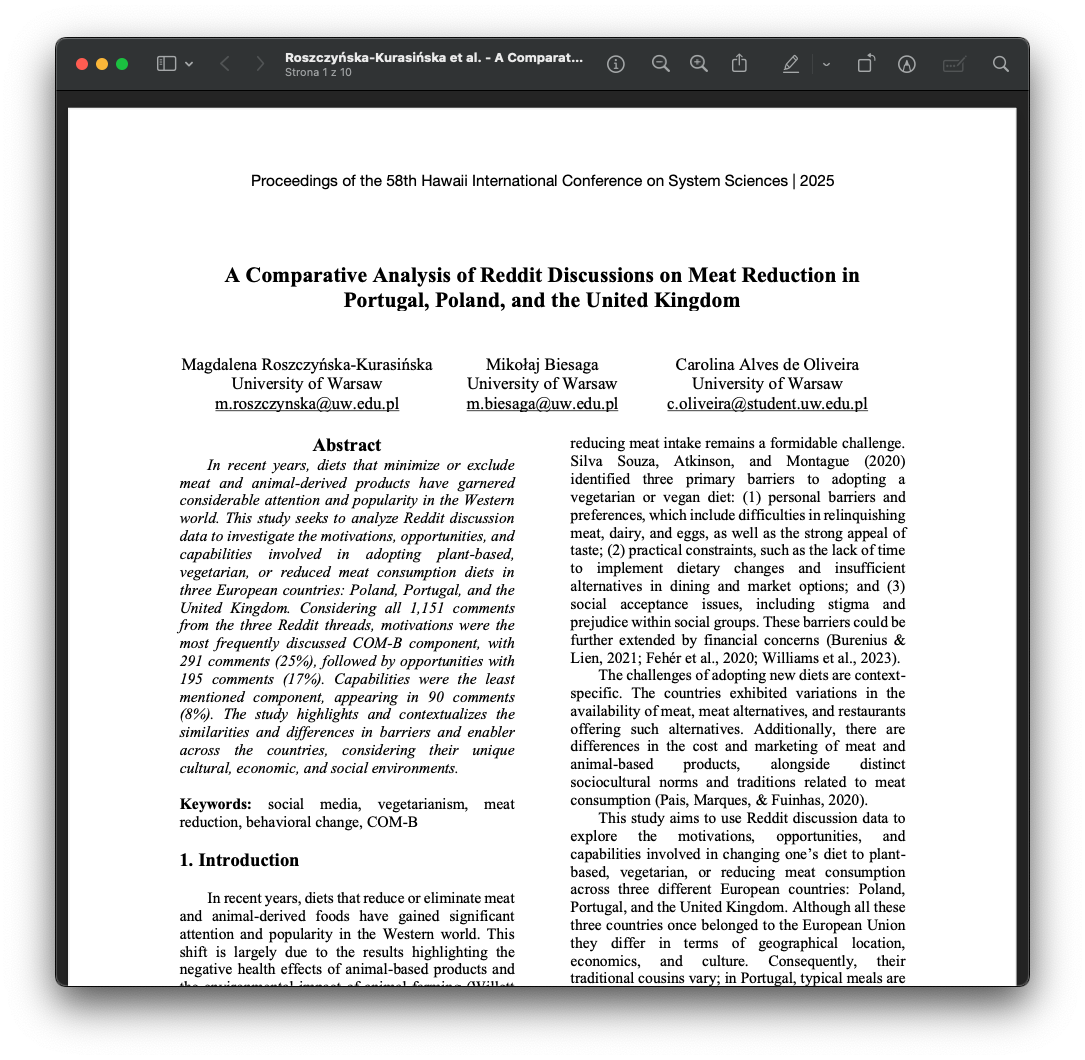 Roszczyńska-Kurasińska et al. - A Comparat...
Strona 1 z 10
Proceedings of the 58th Hawaii International Conference on System Sciences | 2025
A Comparative Analysis of Reddit Discussions on Meat Reduction in
Portugal, Poland, and the United Kingdom
Magdalena Roszczyńska-Kurasińska
University of Warsaw
m.roszczynska@uw.edu.pl
Mikołaj Biesaga
University of Warsaw
m.biesaga@uw.edu.pl
Carolina Alves de Oliveira
University of Warsaw
c.oliveira@student.uw.edu.pl
Abstract
In recent years, diets that minimize or exclude
meat and animal-derived products have garnered
considerable attention and popularity in the Western
world. This study seeks to analyze Reddit discussion
data to investigate the motivations, opportunities, and
capabilities involved in adopting plant-based,
vegetarian, or reduced meat consumption diets in
three European countries: Poland, Portugal, and the
United Kingdom. Considering all 1,151 comments
from the three Reddit threads, motivations were the
most frequently discussed COM-B component, with
291 comments (25%), followed by opportunities with
195 comments (17%). Capabilities were the least
mentioned component, appearing in 90 comments
(8%). The study highlights and contextualizes the
similarities and differences in barriers and enabler
across the countries, considering their unique
cultural, economic, and social environments.
Keywords: social media, vegetarianism, meat
reduction, behavioral change, COM-B
1. Introduction
In recent years, diets that reduce or eliminate meat
and animal-derived foods have gained significant
attention and popularity in the Western world. This
shift is largely due to the results highlighting the
negative health effects of animal-based products and
the environmental impact of animal farming (Willett
reducing meat intake remains a formidable challenge.
Silva Souza, Atkinson, and Montague (2020)
identified three primary barriers to adopting a
vegetarian or vegan diet: (1) personal barriers and
preferences, which include difficulties in relinquishing
meat, dairy, and eggs, as well as the strong appeal of
taste; (2) practical constraints, such as the lack of time
to implement dietary changes and insufficient
alternatives in dining and market options; and (3)
social acceptance issues, including stigma and
prejudice within social groups. These barriers could be
further extended by financial concerns (Burenius &
Lien, 2021; Fehér et al., 2020; Williams et al., 2023).
The challenges of adopting new diets are context-
specific. The countries exhibited variations in the
availability of meat, meat alternatives, and restaurants
offering such alternatives. Additionally, there are
differences in the cost and marketing of meat and
animal-based products, alongside distinct
sociocultural norms and traditions related to meat
consumption (Pais, Marques, & Fuinhas, 2020).
This study aims to use Reddit discussion data to
explore the motivations, opportunities, and
capabilities involved in changing one’s diet to plant-
based, vegetarian, or reducing meat consumption
across three different European countries: Poland,
Portugal, and the United Kingdom. Although all these
three countries once belonged to the European Union
they differ in terms of geographical location,
economics, and culture. Consequently, their
traditional cousins vary; in Portugal, typical meals are